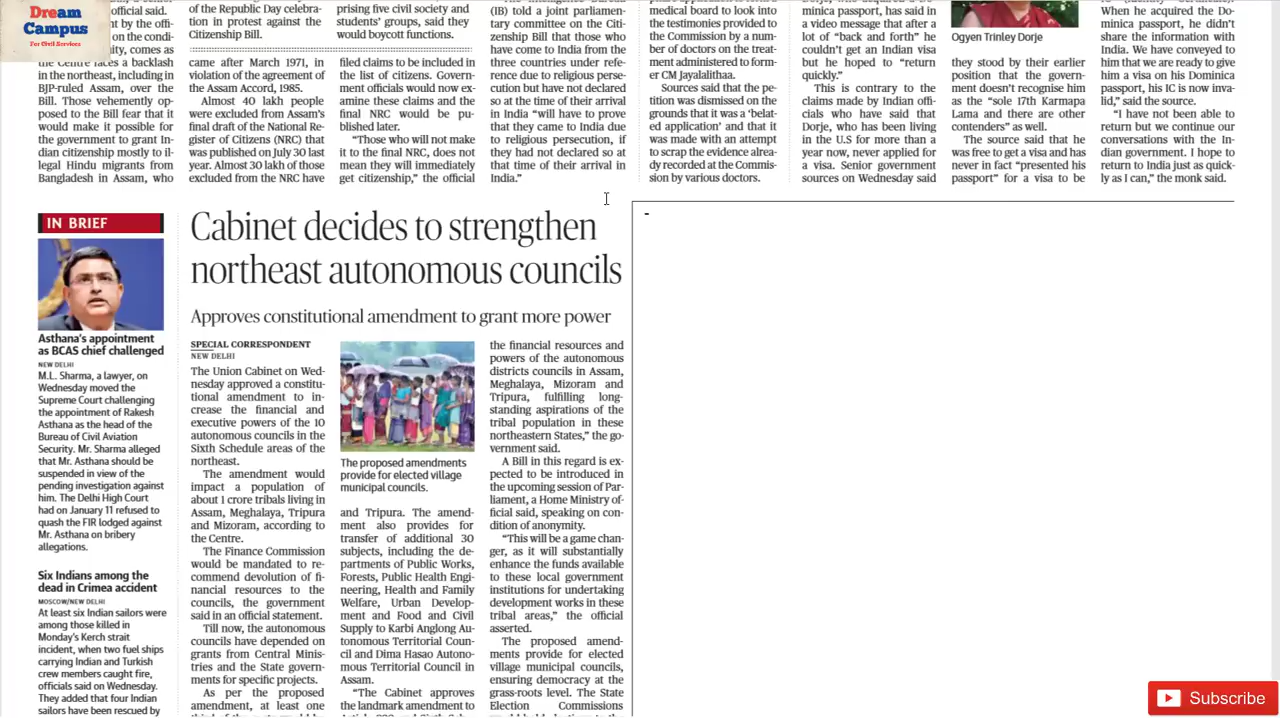 Dream
Campus
For Civil Services
official said.
by the offi-
on the condi-
ity, comes as
the Centre faces a backlash
in the northeast, including in
BJP-ruled Assam, over the
Bill. Those vehemently op-
posed to the Bill fear that it
would make it possible for
the government to grant In-
dian citizenship mostly to il-
legal Hindu migrants from
Bangladesh in Assam, who
of the Republic Day celebra-
tion in protest against the
Citizenship Bill.
prising five civil society and
students' groups, said they
would boycott functions.
came after March 1971, in
violation of the agreement of
the Assam Accord, 1985.
Almost 40 lakh people
were excluded from Assam's
final draft of the National Re-
gister of Citizens (NRC) that
was published on July 30 last
year. Almost 30 lakh of those
excluded from the NRC have
filed claims to be included in
the list of citizens. Govern-
ment officials would now ex-
amine these claims and the
final NRC would be pu-
blished later.
"Those who will not make
it to the final NRC, does not
mean they will immediately
get citizenship," the official
(IB) told a joint parliamen-
tary committee on the Citi-
zenship Bill that those who
have come to India from the
three countries under refe-
rence due to religious perse-
cution but have not declared
so at the time of their arrival
in India "will have to prove
that they came to India due
to religious persecution, if
they had not declared so at
that time of their arrival in
India."
medical board to look into
the testimonies provided to
the Commission by a num-
ber of doctors on the treat-
ment administered to form-
er CM Jayalalithaa.
Sources said that the pe-
tition was dismissed on the
grounds that it was a 'belat-
ed application' and that it
was made with an attempt
to scrap the evidence alrea-
dy recorded at the Commis-
sion by various doctors.
minica passport, has said in
a video message that after a
lot of "back and forth" he
couldn't get an Indian visa
but he hoped to "return
quickly."
This is contrary to the
claims made by Indian offi-
cials who have said that
Dorje, who has been living
in the U.S for more than a
year now, never applied for
a visa. Senior government
sources on Wednesday said
Ogyen Trinley Dorje
they stood by their earlier
position that the govern-
ment doesn't recognise him
as the "sole 17th Karmapa
Lama and there are other
contenders" as well.
The source said that he
was free to get a visa and has
never in fact "presented his
passport" for a visa to be
When he acquired the Do-
minica passport, he didn't
share the information with
India. We have conveyed to
him that we are ready to give
him a visa on his Dominica
passport, his IC is now inva-
lid," said the source.
"I have not been able to
return but we continue our
conversations with the In-
dian government. I hope to
return to India just as quick-
ly as I can," the monk said.
IN BRIEF
Asthana's appointment
as BCAS chief challenged
NEW DELHI
M.L. Sharma, a lawyer, on
Wednesday moved the
Supreme Court challenging
the appointment of Rakesh
Asthana as the head of the
Bureau of Civil Aviation
Security. Mr. Sharma alleged
that Mr. Asthana should be
suspended in view of the
pending investigation against
him. The Delhi High Court
had on January 11 refused to
quash the FIR lodged against
Mr. Asthana on bribery
allegations.
Six Indians among the
dead in Crimea accident
MOSCOW/NEW DELHI
At least six Indian sailors were
among those killed in
Monday's Kerch strait
incident, when two fuel ships
carrying Indian and Turkish
crew members caught fire,
officials said on Wednesday.
They added that four Indian
sailors have been rescued by
Cabinet decides to strengthen
northeast autonomous councils
Approves constitutional amendment to grant more power
SPECIAL CORRESPONDENT
NEW DELHI
The Union Cabinet on Wed-
nesday approved a constitu-
tional amendment to in-
crease the financial and
executive powers of the 10
autonomous councils in the
Sixth Schedule areas of the
northeast.
The amendment would
impact a population of
about 1 crore tribals living in
Assam, Meghalaya, Tripura
and Mizoram, according to
the Centre.
The Finance Commission
would be mandated to re-
commend devolution of fi-
nancial resources to the
councils, the government
said in an official statement.
Till now, the autonomous
councils have depended on
grants from Central Minis-
tries and the State govern-
ments for specific projects.
As per the proposed
amendment, at least one
The proposed amendments
provide for elected village
municipal councils.
and Tripura. The amend-
ment also provides for
transfer of additional 30
subjects, including the de-
partments of Public Works,
Forests, Public Health Engi-
neering, Health and Family
Welfare, Urban Develop-
ment and Food and Civil
Supply to Karbi Anglong Au-
tonomous Territorial Coun-
cil and Dima Hasao Autono-
mous Territorial Council in
Assam.
"The Cabinet approves
the landmark amendment to
the financial resources and
powers of the autonomous
districts councils in Assam,
Meghalaya, Mizoram and
Tripura, fulfilling long-
standing aspirations of the
tribal population in these
northeastern States," the go-
vernment said.
A Bill in this regard is ex-
pected to be introduced in
the upcoming session of Par-
liament, a Home Ministry of-
ficial said, speaking on con-
dition of anonymity.
"This will be a game chan-
ger, as it will substantially
enhance the funds available
to these local government
institutions for undertaking
development works in these
tribal areas," the official
asserted.
The proposed amend-
ments provide for elected
village municipal councils,
ensuring democracy at the
grass-roots level. The State
Election Commissions
-
Subscribe